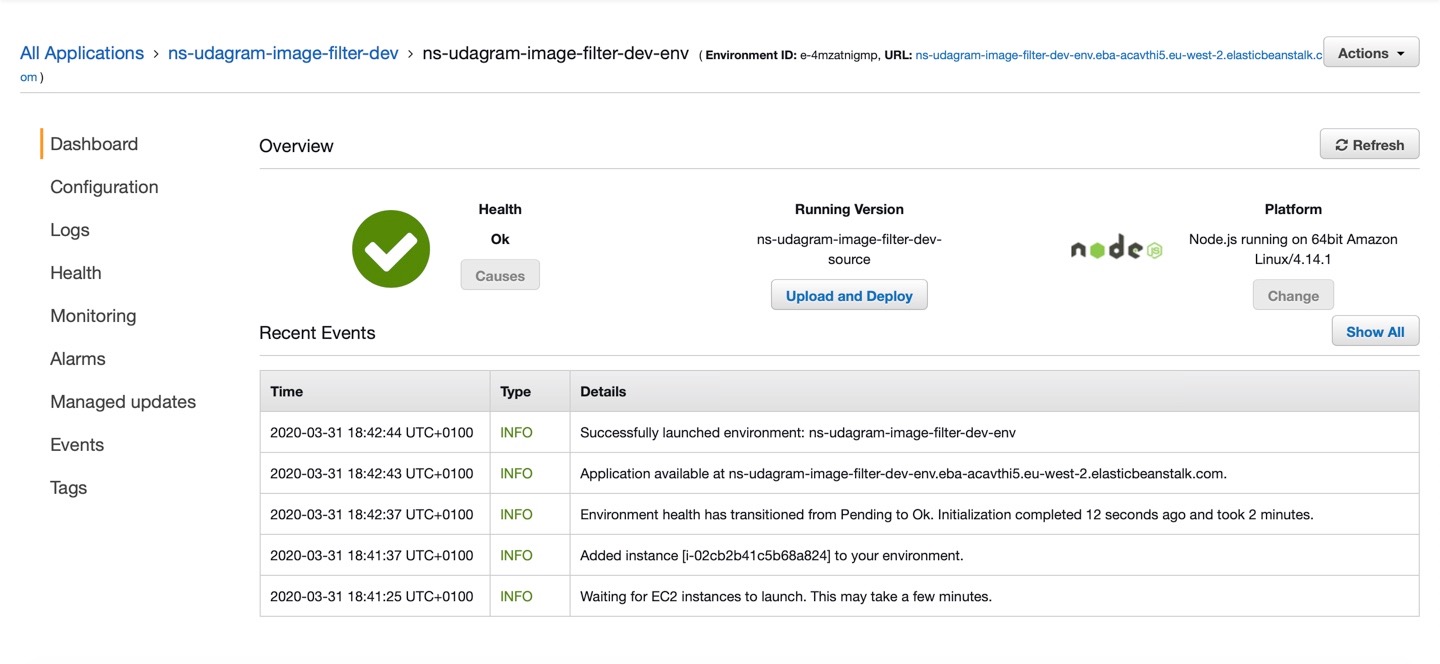 All Applications › ns-udagram-image-filter-dev › ns-udagram-image-filter-dev-env ( Environment ID: e-4mzatnigmp, URL: ns-udagram-image-filter-dev-env.eba-acavthi5.eu-west-2.elasticbeanstalk.c
om )
Actions
Dashboard
Configuration
Logs
Health
Monitoring
Alarms
Managed updates
Events
Tags
Overview
Refresh
Health
Ok
Causes
Running Version
ns-udagram-image-filter-dev-
source
Upload and Deploy
node
JS
Platform
Node.js running on 64bit Amazon
Linux/4.14.1
Change
Recent Events
Show All
Time Type Details
2020-03-31 18:42:44 UTC+0100 INFO Successfully launched environment: ns-udagram-image-filter-dev-env
2020-03-31 18:42:43 UTC+0100 INFO Application available at ns-udagram-image-filter-dev-env.eba-acavthi5.eu-west-2.elasticbeanstalk.com.
2020-03-31 18:42:37 UTC+0100 INFO Environment health has transitioned from Pending to Ok. Initialization completed 12 seconds ago and took 2 minutes.
2020-03-31 18:41:37 UTC+0100 INFO Added instance [i-02cb2b41c5b68a824] to your environment.
2020-03-31 18:41:25 UTC+0100 INFO Waiting for EC2 instances to launch. This may take a few minutes.